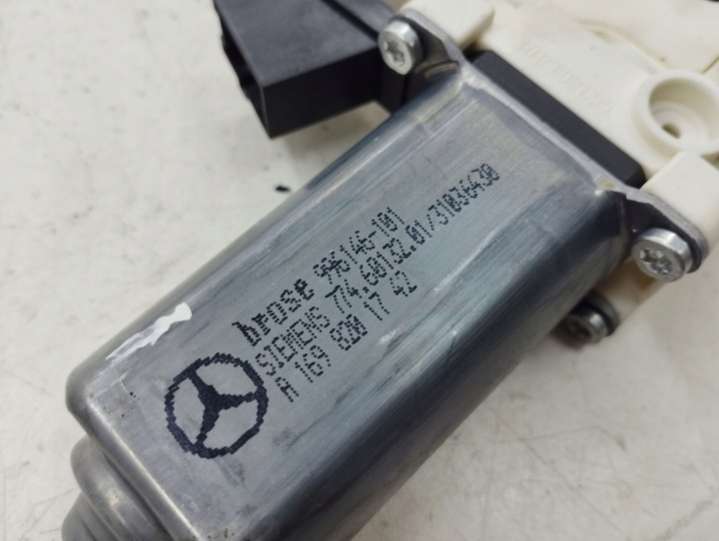 brose 996146-101
SIEMENS 774.60132.01/31036430
A 169 820 17 42